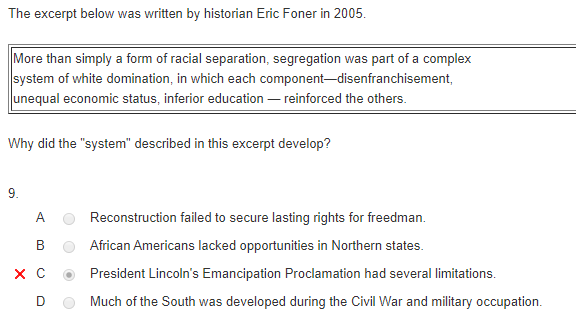 The excerpt below was written by historian Eric Foner in 2005.
More than simply a form of racial separation, segregation was part of a complex
system of white domination, in which each component—disenfranchisement,
unequal economic status, inferior education — reinforced the others.
Why did the "system" described in this excerpt develop?
9.
A Reconstruction failed to secure lasting rights for freedman.
B African Americans lacked opportunities in Northern states.
C President Lincoln's Emancipation Proclamation had several limitations.
D Much of the South was developed during the Civil War and military occupation.